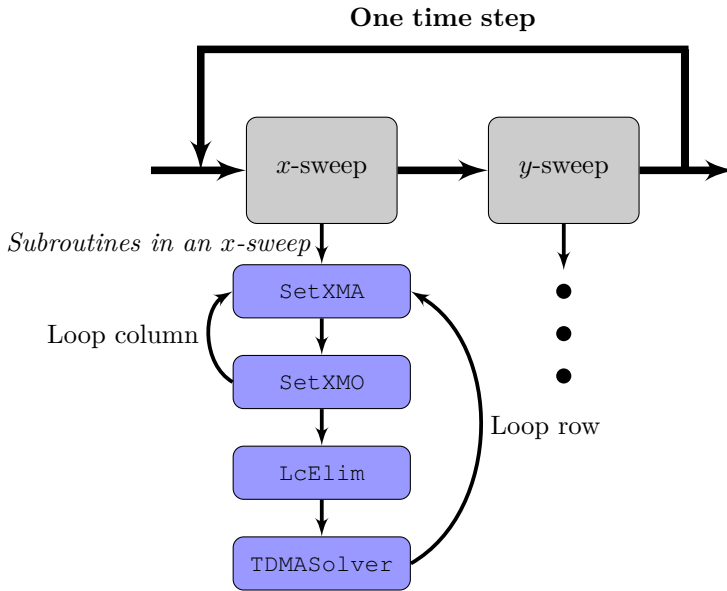 One time step
x-sweep
y-sweep
Subroutines in an x-sweep
SetXMA
Loop column
SetXMO
Loop row
LcElim
TDMASolver